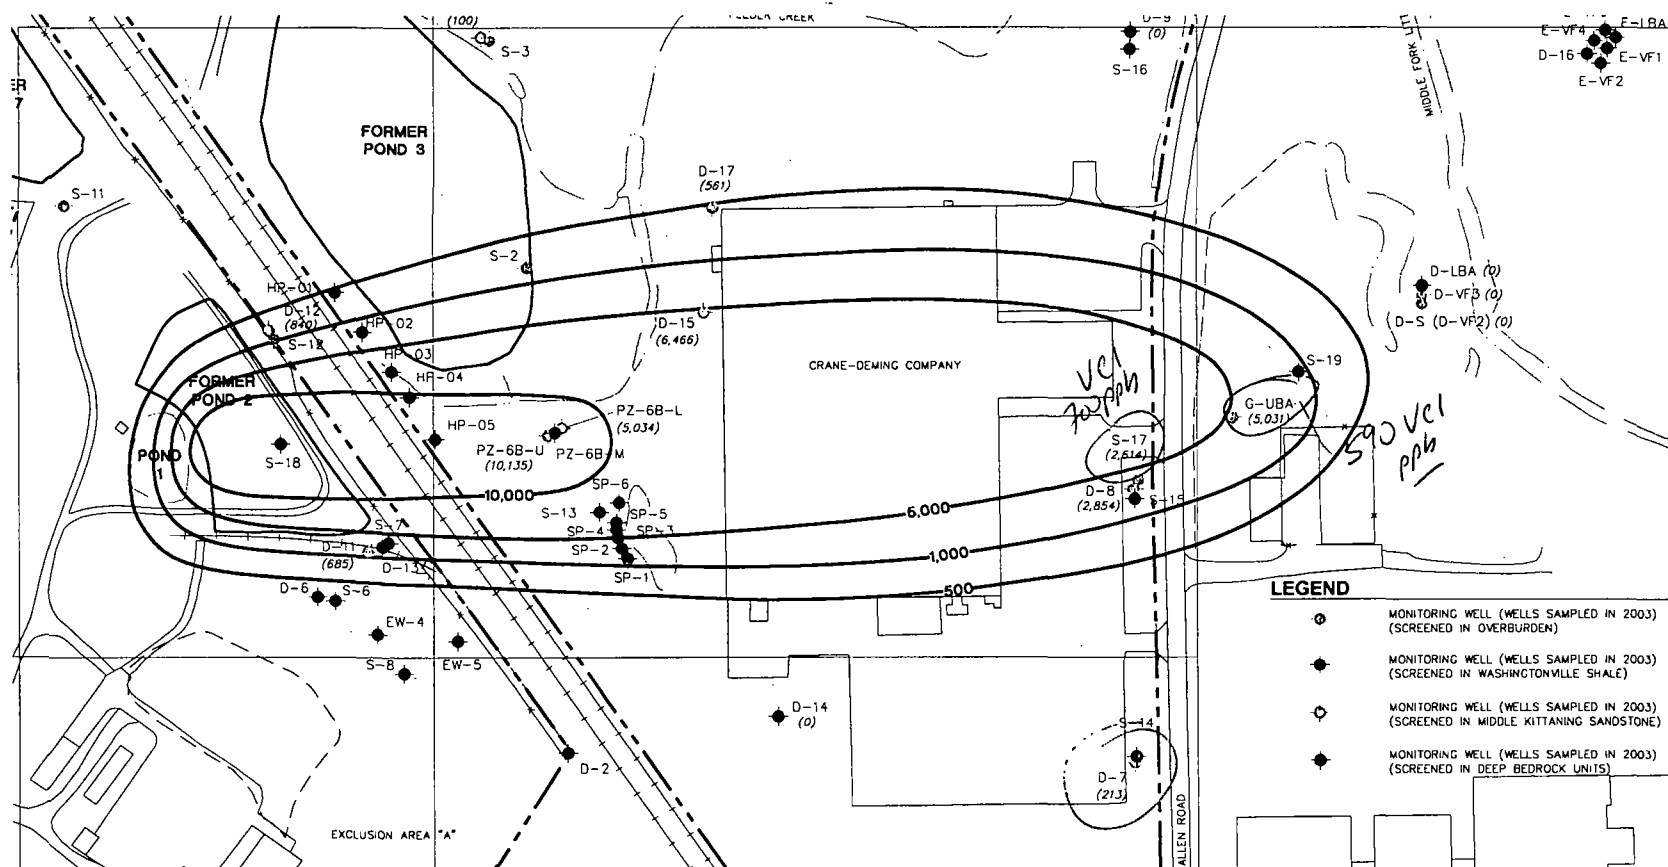 (100)
S-3
CREEK
D-9
(0)
S-16
E-LBA
E-VF4
D-16
E-VF1
E-VF2
MIDDLE FORK LITT
ER
7
FORMER
POND 3
S-11
D-17
(561)
S-2
HP-01
D-12
(840)
S-12
HP-02
HP-03
HP-04
HP-05
D-15
(6,466)
CRANE-DEMING COMPANY
D-LBA (0)
D-VF3 (0)
D-S (D-VF2) (0)
FORMER
POND 2
POND
1
S-18
PZ-6B-L
(5,034)
PZ-6B-U
(10,135)
PZ-6B-M
10,000
S-19
G-UBA
(5,031)
VCl
700 ppb
590 VCl
ppb
S-17
(2,614)
D-8
(2,854)
S-15
SP-6
S-13
SP-5
SP-4
SP-3
SP-2
SP-1
6,000
1,000
500
S-7
D-11
(685)
D-13
D-6
S-6
EW-4
S-8
EW-5
D-2
D-14
(0)
S-14
D-7
(213)
ALLEN ROAD
EXCLUSION AREA "A"
LEGEND
MONITORING WELL (WELLS SAMPLED IN 2003)
(SCREENED IN OVERBURDEN)
MONITORING WELL (WELLS SAMPLED IN 2003)
(SCREENED IN WASHINGTONVILLE SHALE)
MONITORING WELL (WELLS SAMPLED IN 2003)
(SCREENED IN MIDDLE KITTANING SANDSTONE)
MONITORING WELL (WELLS SAMPLED IN 2003)
(SCREENED IN DEEP BEDROCK UNITS)